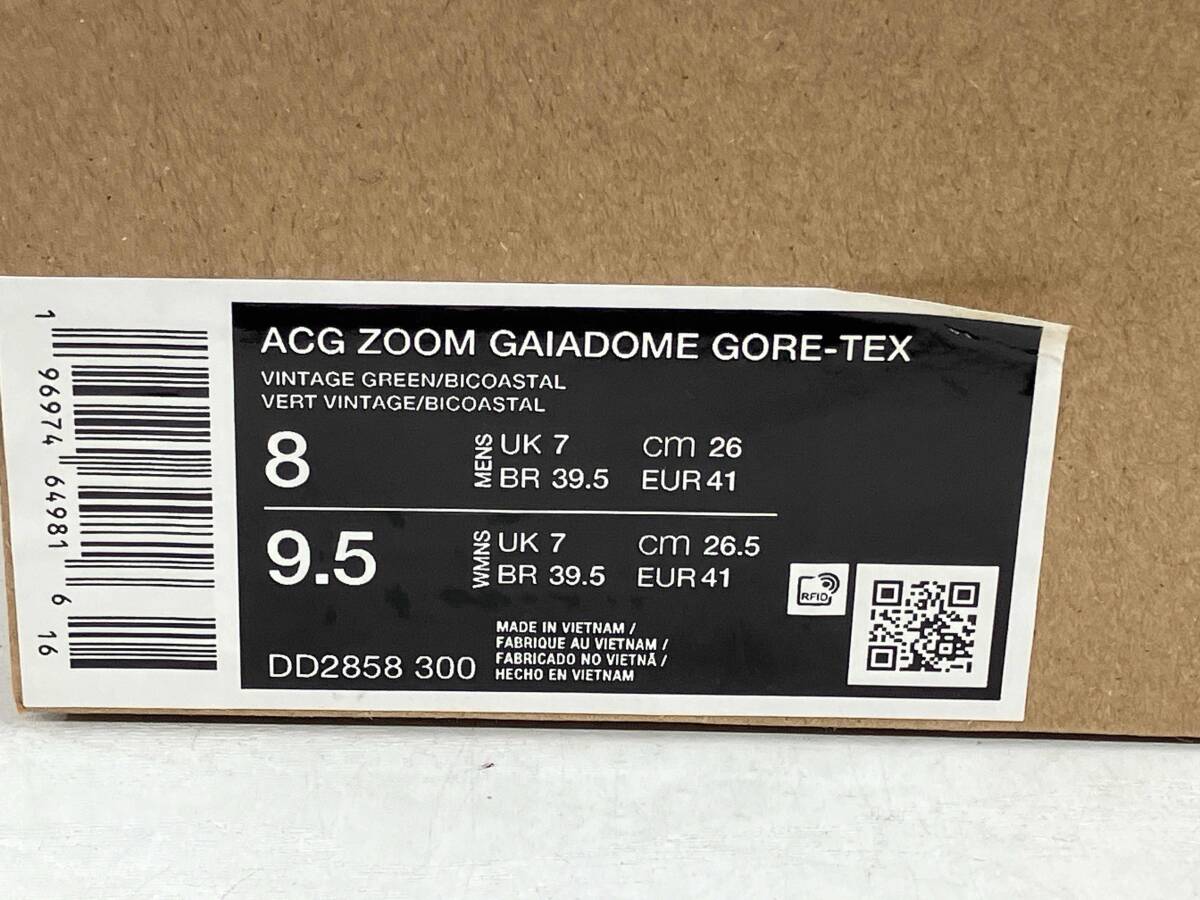 1 96974 64981 6 16
ACG ZOOM GAIADOME GORE-TEX
VINTAGE GREEN/BICOASTAL
VERT VINTAGE/BICOASTAL
8 MENS UK 7 cm 26
BR 39.5 EUR 41
9.5 WMNS UK 7 cm 26.5
BR 39.5 EUR 41
RFID
DD2858 300
MADE IN VIETNAM /
FABRIQUE AU VIETNAM /
FABRICADO NO VIETNÃ /
HECHO EN VIETNAM